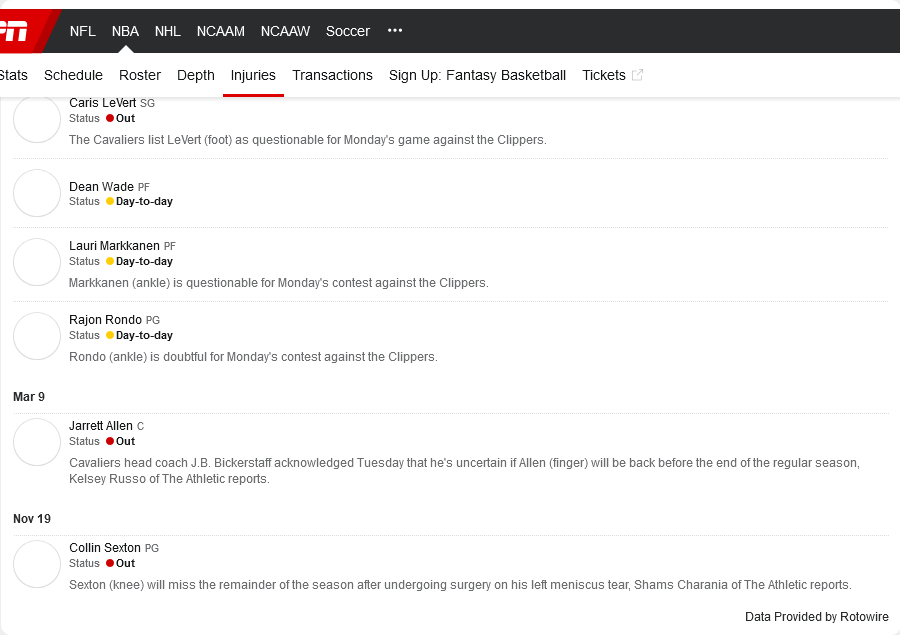 NFL NBA NHL NCAAM NCAAW Soccer •••
Stats Schedule Roster Depth Injuries Transactions Sign Up: Fantasy Basketball Tickets
Caris LeVert SG
Status Out
The Cavaliers list LeVert (foot) as questionable for Monday's game against the Clippers.
Dean Wade PF
Status Day-to-day
Lauri Markkanen PF
Status Day-to-day
Markkanen (ankle) is questionable for Monday's contest against the Clippers.
Rajon Rondo PG
Status Day-to-day
Rondo (ankle) is doubtful for Monday's contest against the Clippers.
Mar 9
Jarrett Allen C
Status Out
Cavaliers head coach J.B. Bickerstaff acknowledged Tuesday that he's uncertain if Allen (finger) will be back before the end of the regular season,
Kelsey Russo of The Athletic reports.
Nov 19
Collin Sexton PG
Status Out
Sexton (knee) will miss the remainder of the season after undergoing surgery on his left meniscus tear, Shams Charania of The Athletic reports.
Data Provided by Rotowire